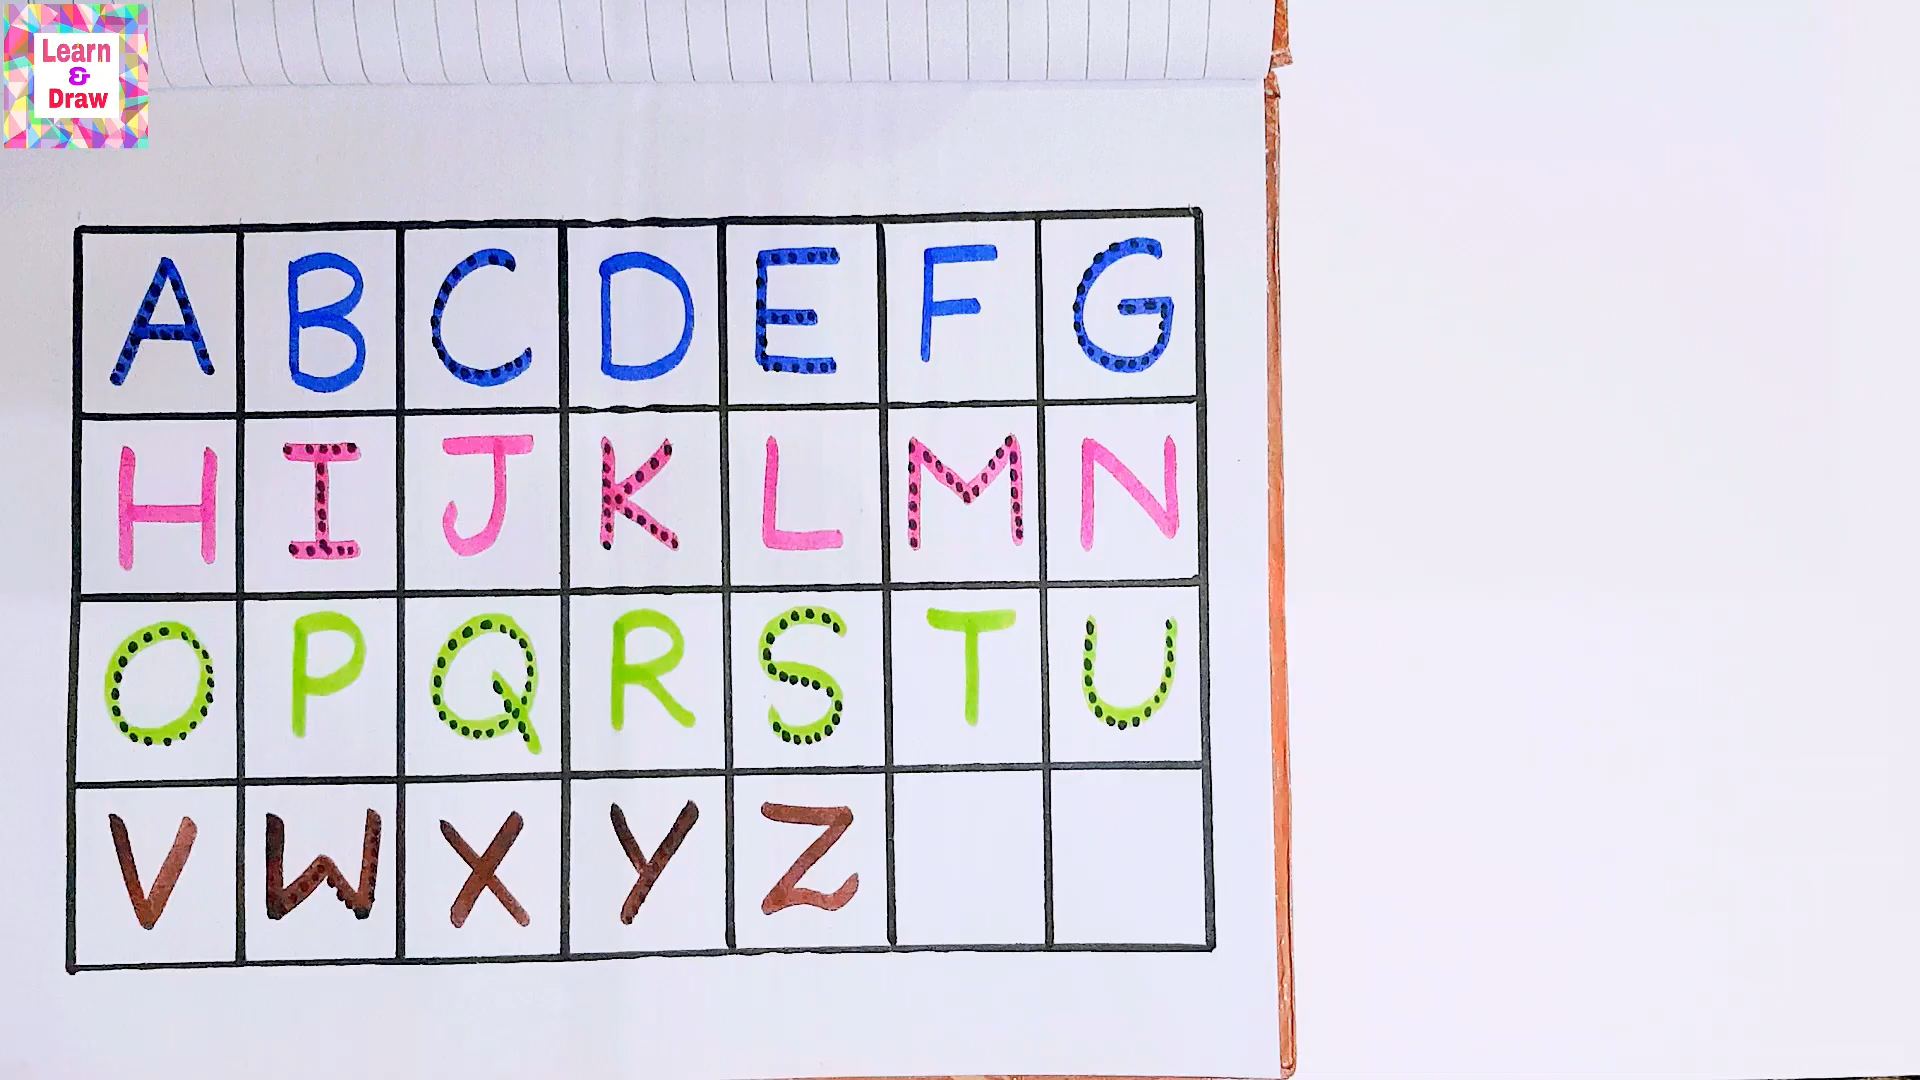 Learn
&
Draw
A B C D E F G
H I J K L M N
O P Q R S T U
V W X Y Z